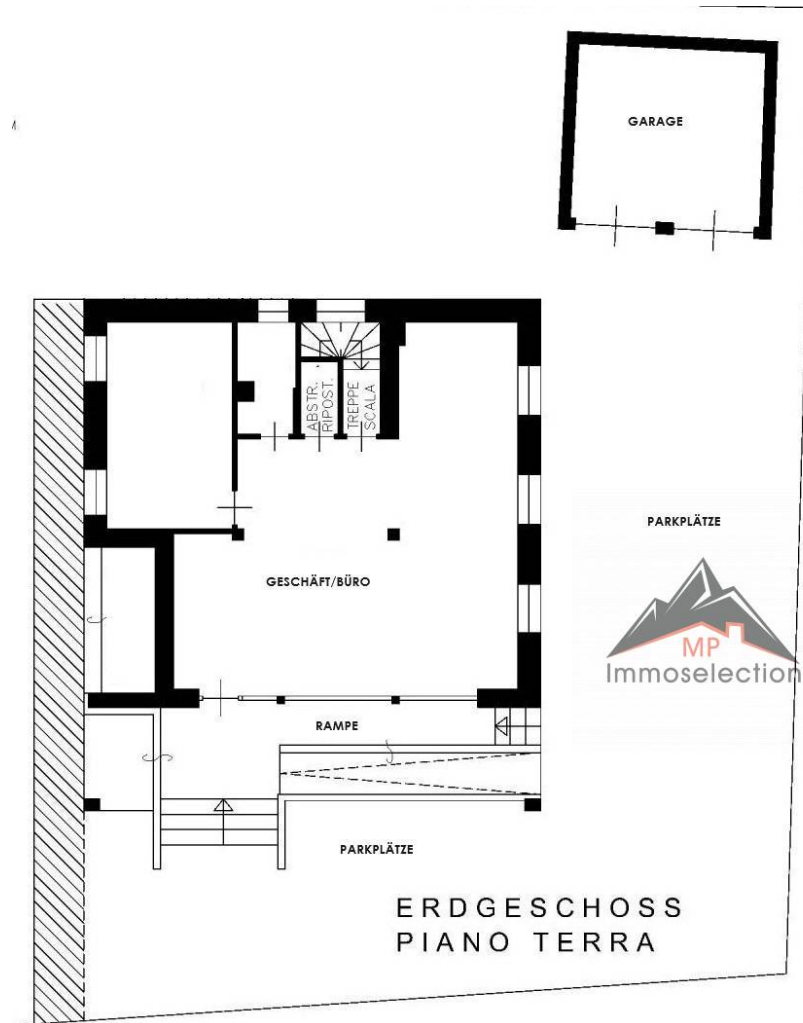 GARAGE
ABSTR.
RIPOST.
TREPPE
SCALA
PARKPLÄTZE
GESCHÄFT/BÜRO
MP
Immoselection
RAMPE
PARKPLÄTZE
ERDGESCHOSS
PIANO TERRA